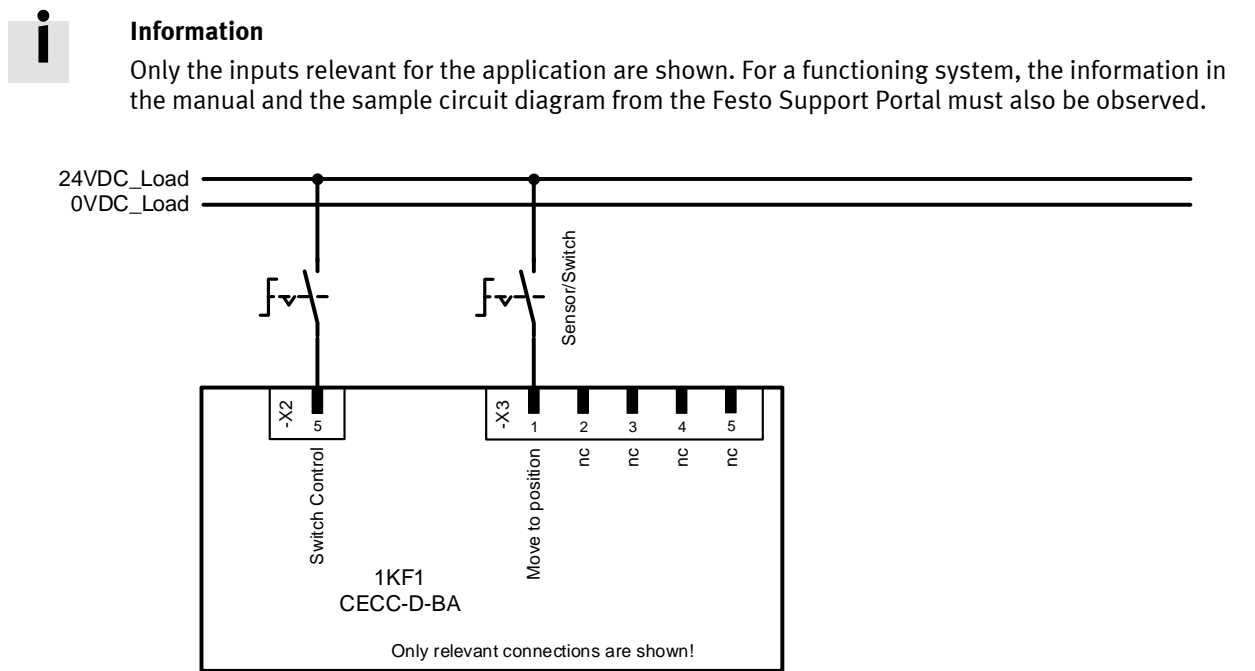 i
Information
Only the inputs relevant for the application are shown. For a functioning system, the information in
the manual and the sample circuit diagram from the Festo Support Portal must also be observed.
24VDC_Load
0VDC_Load
Sensor/Switch
-X2
5
Switch Control
-X3
1
2
3
4
5
Move to position
nc
nc
nc
nc
1KF1
CECC-D-BA
Only relevant connections are shown!